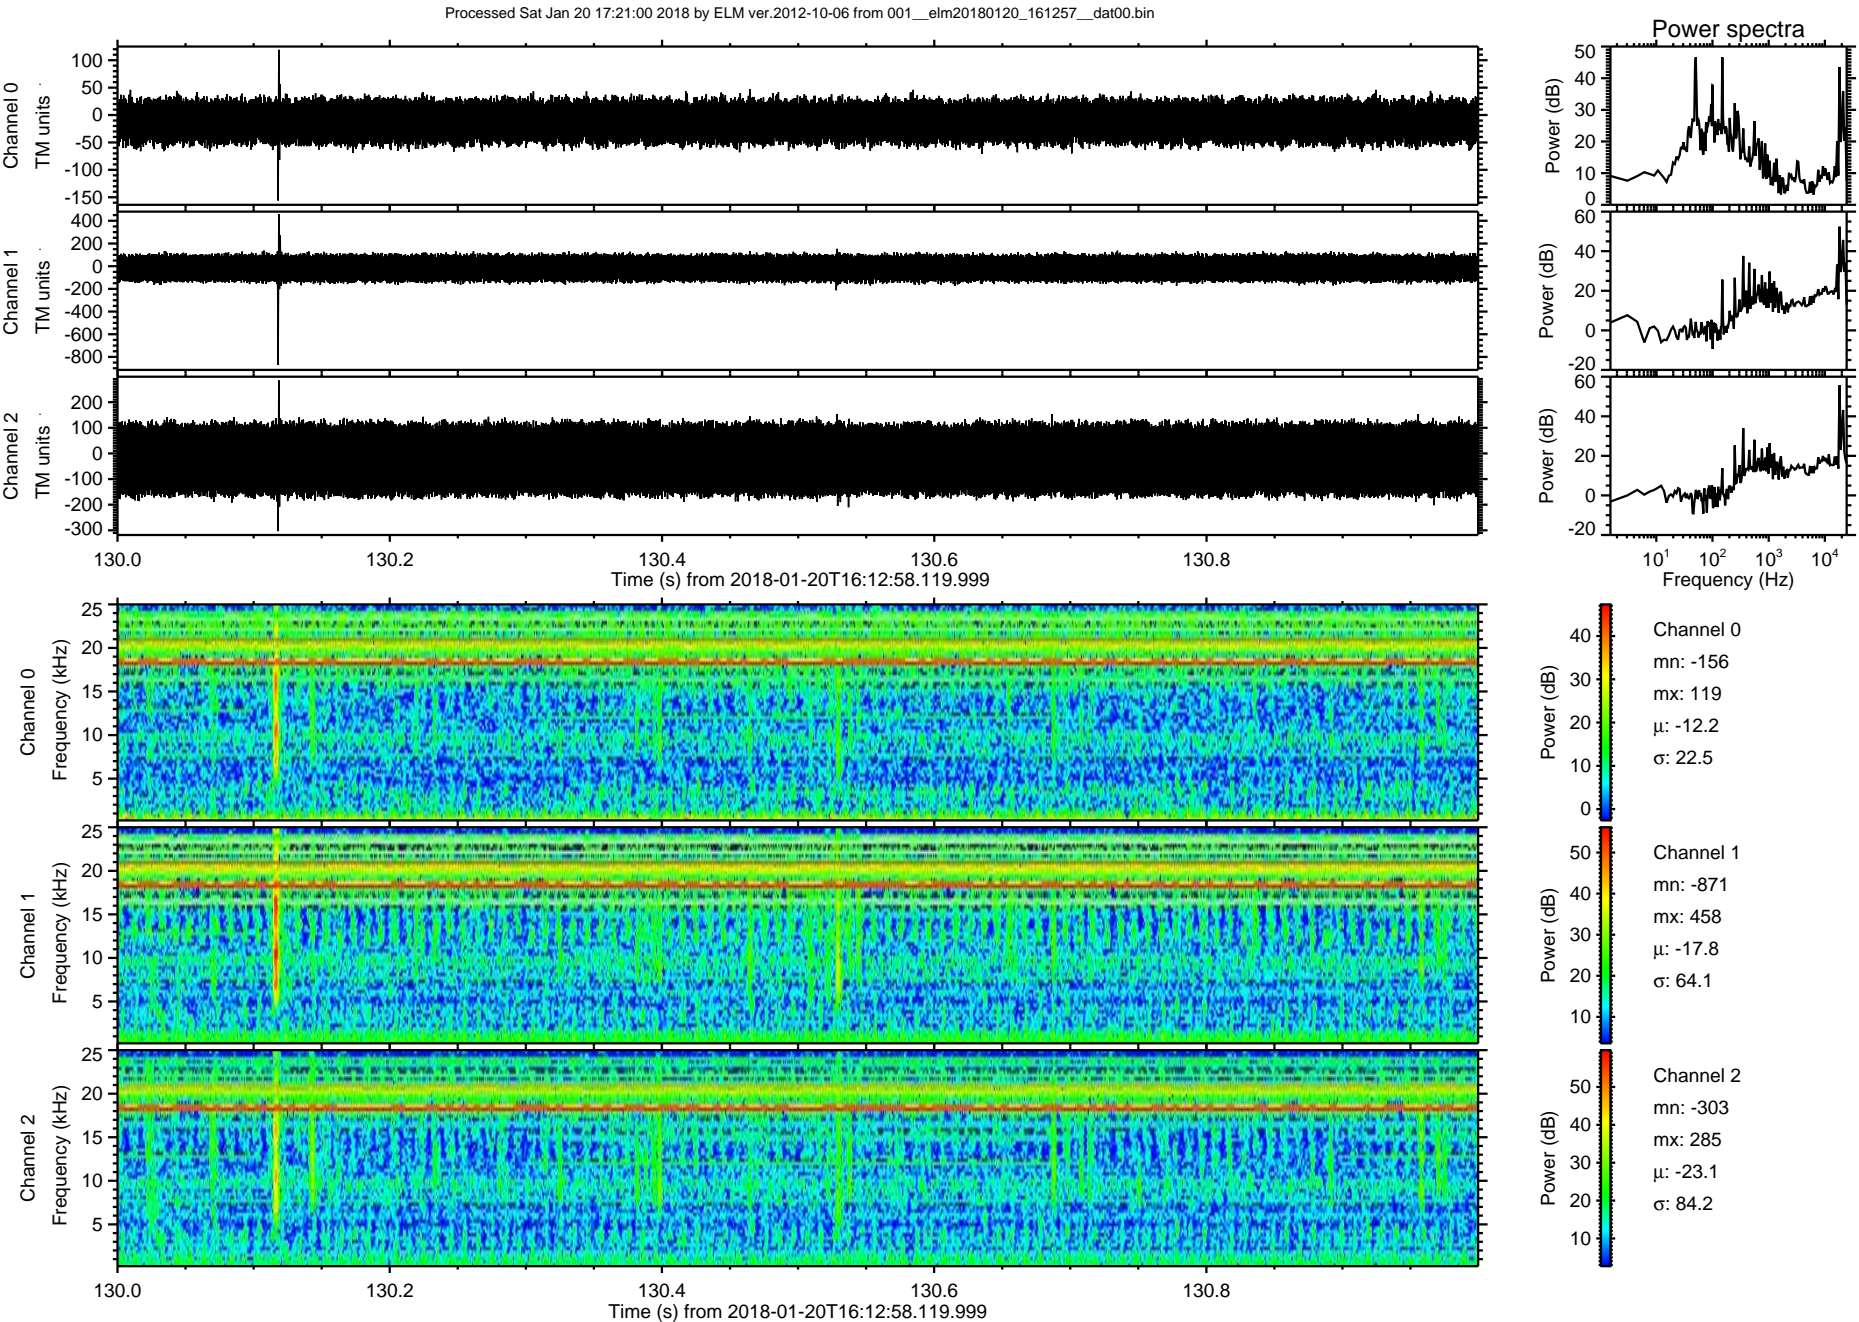 Processed Sat Jan 20 17:21:00 2018 by ELM ver.2012-10-06 from 001__elm20180120_161257__dat00.bin
Power spectra
Channel 0
TM units
100
50
0
-50
-100
-150
Power (dB)
50
40
30
20
10
0
Channel 1
TM units
400
200
0
-200
-400
-600
-800
Power (dB)
60
40
20
0
-20
Channel 2
TM units
200
100
0
-100
-200
-300
Power (dB)
60
40
20
0
-20
130.0 130.2 130.4 130.6 130.8
Time (s) from 2018-01-20T16:12:58.119.999
10^1 10^2 10^3 10^4
Frequency (Hz)
Channel 0
Frequency (kHz)
25
20
15
10
5
Power (dB)
40
30
20
10
0
Channel 0
mn: -156
mx: 119
μ: -12.2
σ: 22.5
Channel 1
Frequency (kHz)
25
20
15
10
5
Power (dB)
50
40
30
20
10
Channel 1
mn: -871
mx: 458
μ: -17.8
σ: 64.1
Channel 2
Frequency (kHz)
25
20
15
10
5
Power (dB)
50
40
30
20
10
Channel 2
mn: -303
mx: 285
μ: -23.1
σ: 84.2
130.0 130.2 130.4 130.6 130.8
Time (s) from 2018-01-20T16:12:58.119.999